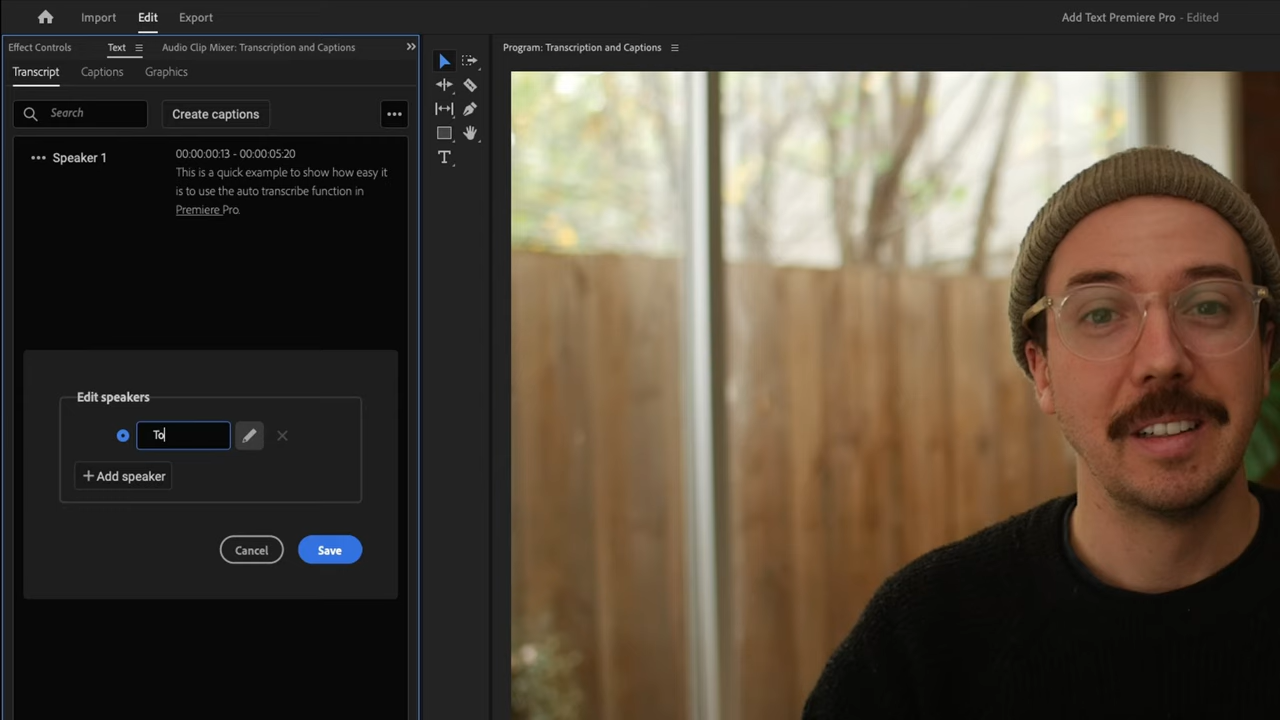 Import Edit Export Add Text Premiere Pro - Edited
Effect Controls Text Audio Clip Mixer: Transcription and Captions
Program: Transcription and Captions
Transcript Captions Graphics
Search Create captions
Speaker 1
00:00:00:13 - 00:00:05:20
This is a quick example to show how easy it
is to use the auto transcribe function in
Premiere Pro.
Edit speakers
To
+ Add speaker
Cancel Save
T